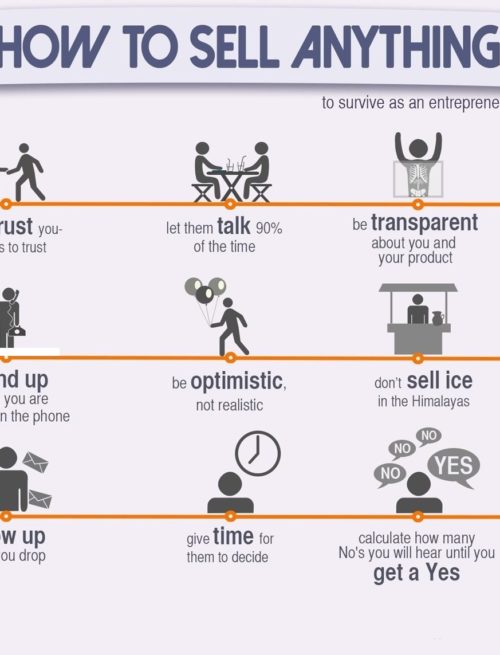 HOW TO SELL ANYTHING
to survive as an entreprene
rust you-
s to trust
let them talk 90%
of the time
be transparent
about you and
your product
nd up
you are
n the phone
be optimistic,
not realistic
don't sell ice
in the Himalayas
NO
NO
NO
YES
w up
ou drop
give time for
them to decide
calculate how many
No's you will hear until you
get a Yes